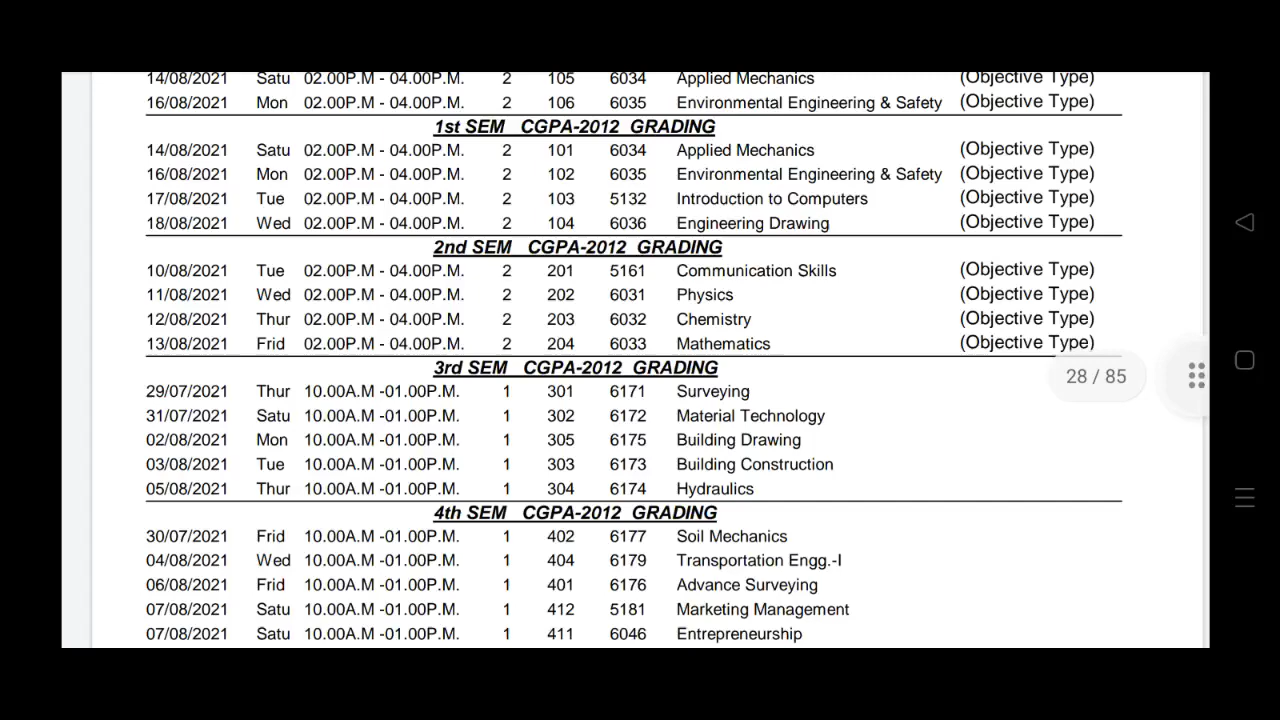 14/08/2021 Satu 02.00P.M - 04.00P.M. 2 105 6034 Applied Mechanics (Objective Type)
16/08/2021 Mon 02.00P.M - 04.00P.M. 2 106 6035 Environmental Engineering & Safety (Objective Type)
1st SEM CGPA-2012 GRADING
14/08/2021 Satu 02.00P.M - 04.00P.M. 2 101 6034 Applied Mechanics (Objective Type)
16/08/2021 Mon 02.00P.M - 04.00P.M. 2 102 6035 Environmental Engineering & Safety (Objective Type)
17/08/2021 Tue 02.00P.M - 04.00P.M. 2 103 5132 Introduction to Computers (Objective Type)
18/08/2021 Wed 02.00P.M - 04.00P.M. 2 104 6036 Engineering Drawing (Objective Type)
2nd SEM CGPA-2012 GRADING
10/08/2021 Tue 02.00P.M - 04.00P.M. 2 201 5161 Communication Skills (Objective Type)
11/08/2021 Wed 02.00P.M - 04.00P.M. 2 202 6031 Physics (Objective Type)
12/08/2021 Thur 02.00P.M - 04.00P.M. 2 203 6032 Chemistry (Objective Type)
13/08/2021 Frid 02.00P.M - 04.00P.M. 2 204 6033 Mathematics (Objective Type)
3rd SEM CGPA-2012 GRADING
28 / 85
29/07/2021 Thur 10.00A.M -01.00P.M. 1 301 6171 Surveying
31/07/2021 Satu 10.00A.M -01.00P.M. 1 302 6172 Material Technology
02/08/2021 Mon 10.00A.M -01.00P.M. 1 305 6175 Building Drawing
03/08/2021 Tue 10.00A.M -01.00P.M. 1 303 6173 Building Construction
05/08/2021 Thur 10.00A.M -01.00P.M. 1 304 6174 Hydraulics
4th SEM CGPA-2012 GRADING
30/07/2021 Frid 10.00A.M -01.00P.M. 1 402 6177 Soil Mechanics
04/08/2021 Wed 10.00A.M -01.00P.M. 1 404 6179 Transportation Engg.-I
06/08/2021 Frid 10.00A.M -01.00P.M. 1 401 6176 Advance Surveying
07/08/2021 Satu 10.00A.M -01.00P.M. 1 412 5181 Marketing Management
07/08/2021 Satu 10.00A.M -01.00P.M. 1 411 6046 Entrepreneurship